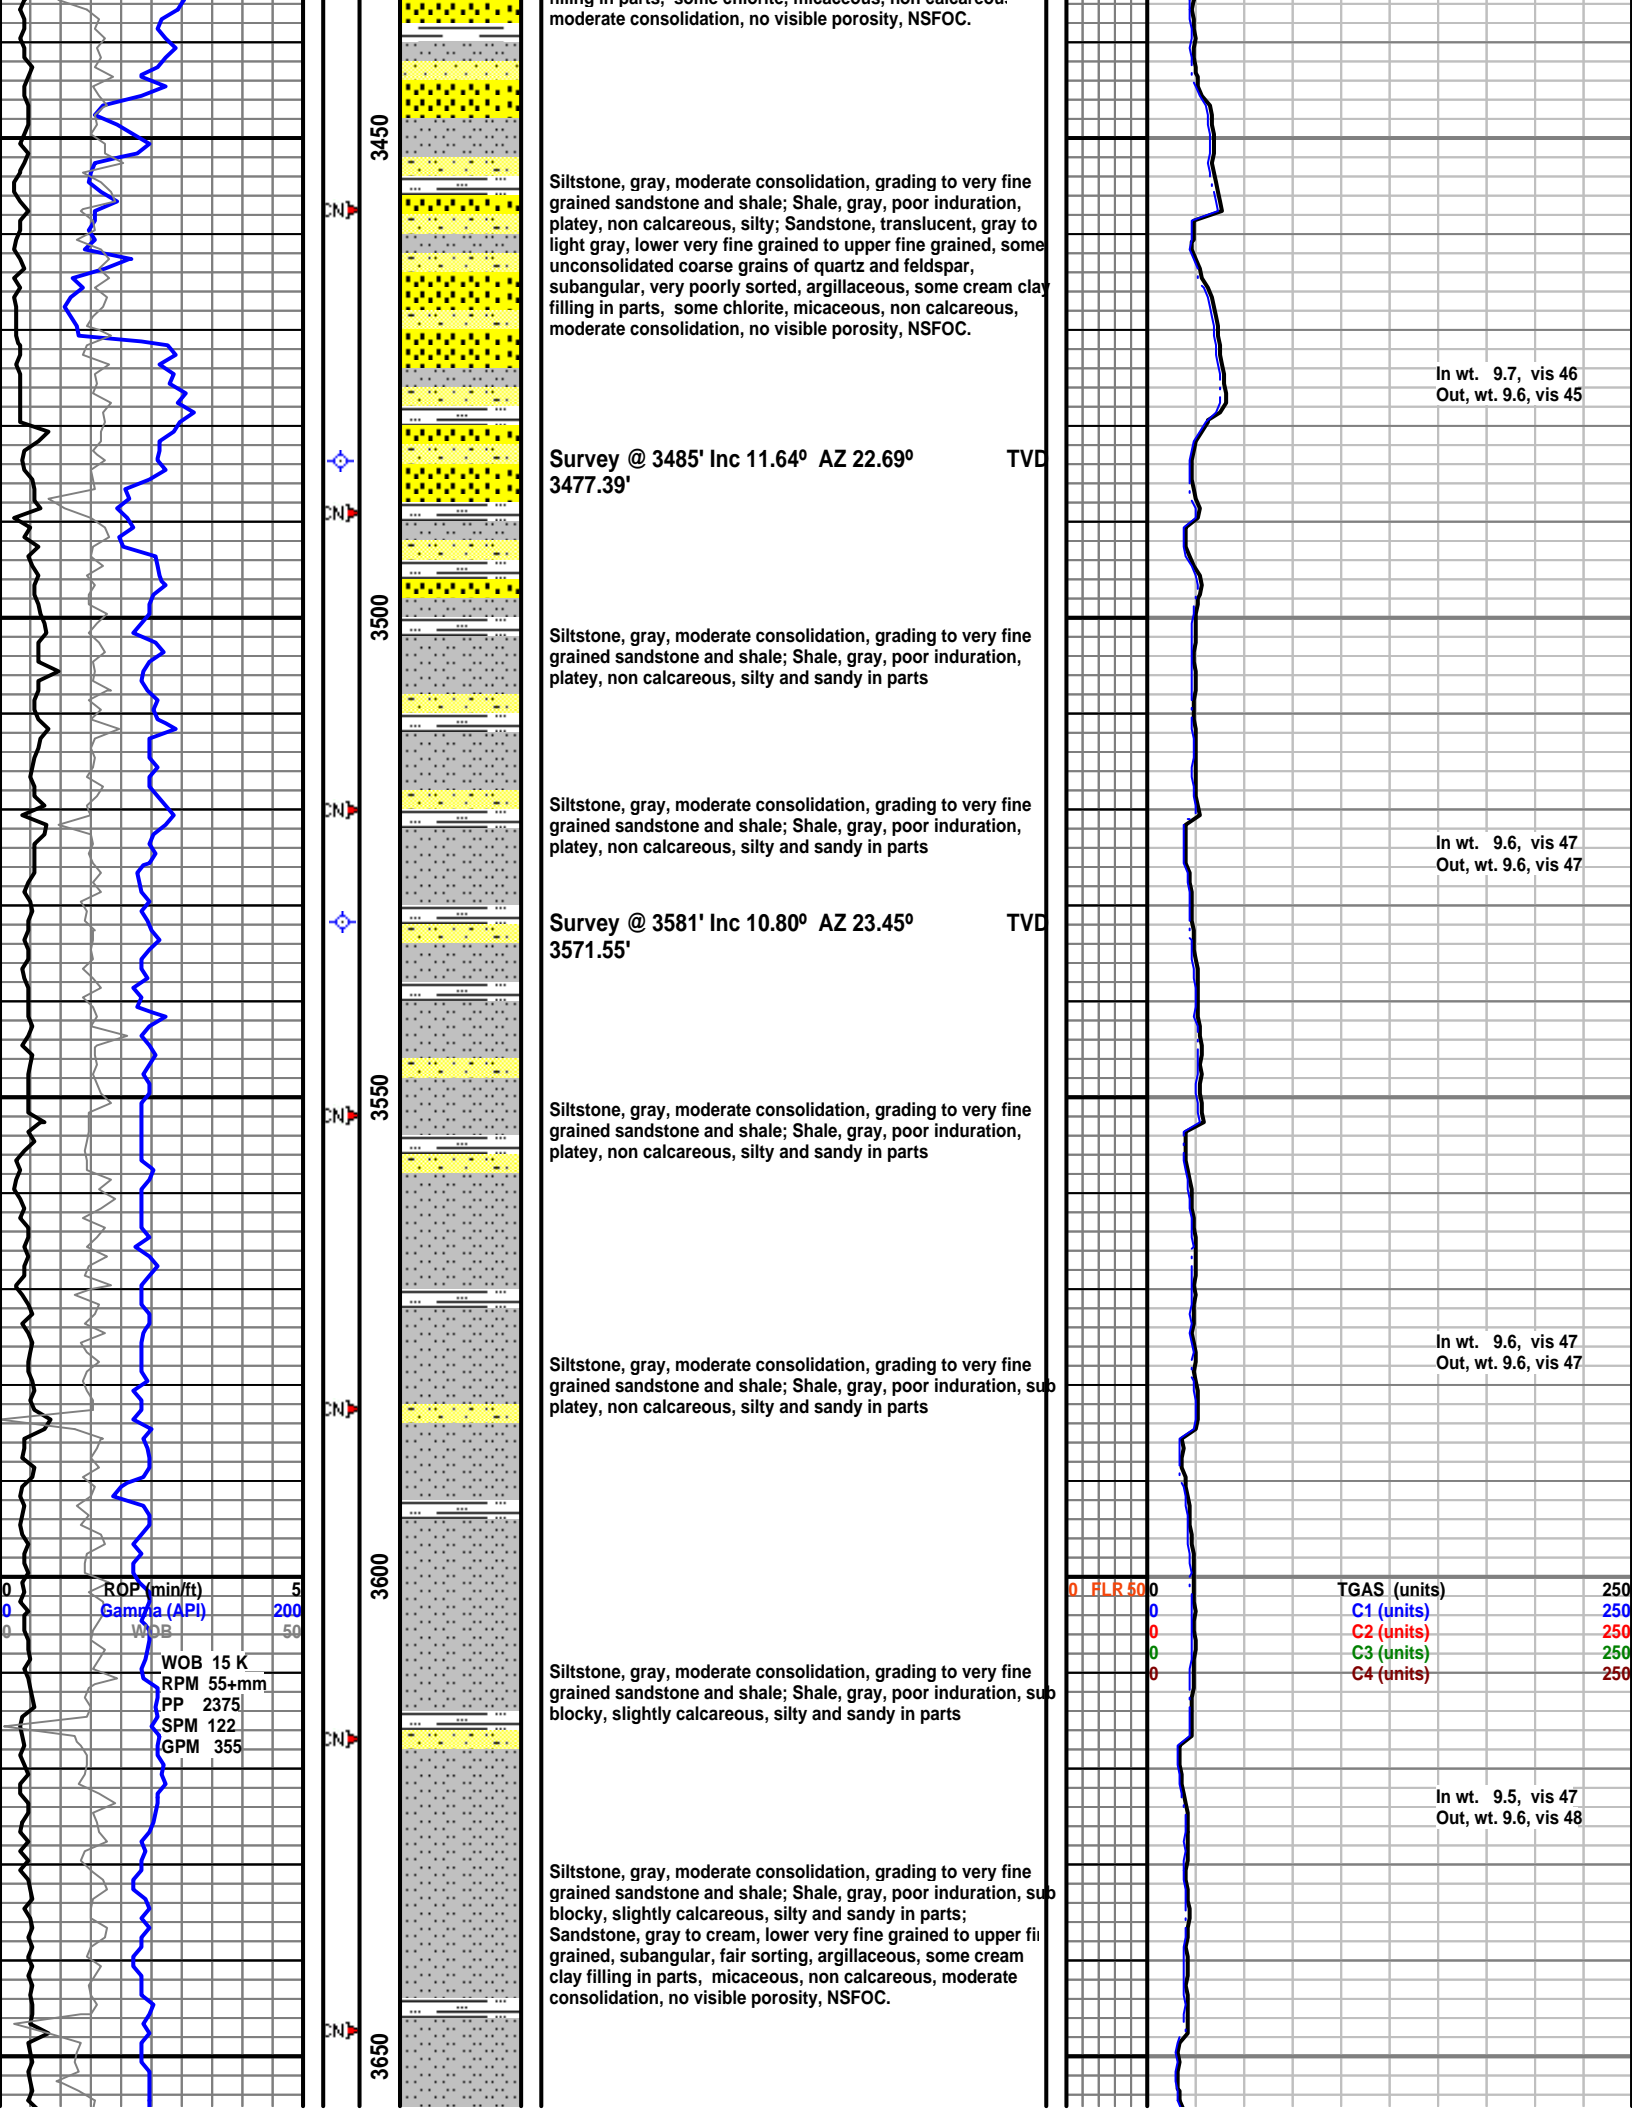 moderate consolidation, no visible porosity, NSFOC.
3450
Siltstone, gray, moderate consolidation, grading to very fine
grained sandstone and shale; Shale, gray, poor induration,
platey, non calcareous, silty; Sandstone, translucent, gray to
light gray, lower very fine grained to upper fine grained, some
unconsolidated coarse grains of quartz and feldspar,
subangular, very poorly sorted, argillaceous, some cream clay
filling in parts, some chlorite, micaceous, non calcareous,
moderate consolidation, no visible porosity, NSFOC.
In wt. 9.7, vis 46
Out, wt. 9.6, vis 45
Survey @ 3485' Inc 11.64º AZ 22.69º TVD
3477.39'
3500
Siltstone, gray, moderate consolidation, grading to very fine
grained sandstone and shale; Shale, gray, poor induration,
platey, non calcareous, silty and sandy in parts
Siltstone, gray, moderate consolidation, grading to very fine
grained sandstone and shale; Shale, gray, poor induration,
platey, non calcareous, silty and sandy in parts
In wt. 9.6, vis 47
Out, wt. 9.6, vis 47
Survey @ 3581' Inc 10.80º AZ 23.45º TVD
3571.55'
3550
Siltstone, gray, moderate consolidation, grading to very fine
grained sandstone and shale; Shale, gray, poor induration,
platey, non calcareous, silty and sandy in parts
In wt. 9.6, vis 47
Out, wt. 9.6, vis 47
Siltstone, gray, moderate consolidation, grading to very fine
grained sandstone and shale; Shale, gray, poor induration, sub
platey, non calcareous, silty and sandy in parts
3600
0 ROP (min/ft) 5
0 Gamma (API) 200
0 WOB 50
WOB 15 K
RPM 55+mm
PP 2375
SPM 122
GPM 355
0 FLR 50
0 TGAS (units) 250
0 C1 (units) 250
0 C2 (units) 250
0 C3 (units) 250
0 C4 (units) 250
Siltstone, gray, moderate consolidation, grading to very fine
grained sandstone and shale; Shale, gray, poor induration, sub
blocky, slightly calcareous, silty and sandy in parts
In wt. 9.5, vis 47
Out, wt. 9.6, vis 48
Siltstone, gray, moderate consolidation, grading to very fine
grained sandstone and shale; Shale, gray, poor induration, sub
blocky, slightly calcareous, silty and sandy in parts;
Sandstone, gray to cream, lower very fine grained to upper fi
grained, subangular, fair sorting, argillaceous, some cream
clay filling in parts, micaceous, non calcareous, moderate
consolidation, no visible porosity, NSFOC.
3650